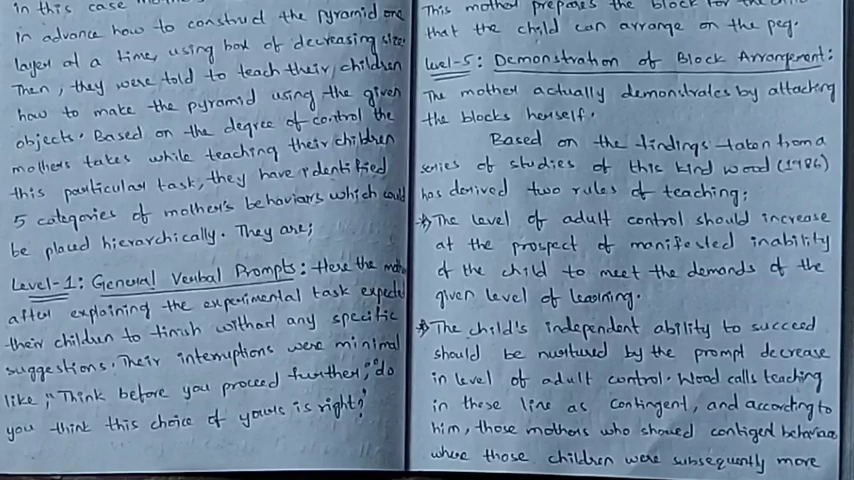 in this case
in advance how to construct the pyramid one
layer at a time, using box of decreasing size.
Then, they were told to teach their children
how to make the pyramid using the given
objects. Based on the degree of control the
mothers takes while teaching their children
this particular task, they have identified
5 categories of mother's behaviors which could
be placed hierarchically. They are;
Level-1: General Verbal Prompts: Here the
after explaining the experimental task
their children to finish without any specific
suggestions. Their interruptions were minimal
like, "Think before you proceed further," "do
you think this choice of yours is right?"
This mother prepares the block for the
that the child can arrange on the peg.
Level-5: Demonstration of Block Arrangement:
The mother actually demonstrates by attaching
the blocks herself.
Based on the findings taken from a
series of studies of this kind Wood (1986)
has derived two rules of teaching:
The level of adult control should increase
at the prospect of manifested inability
of the child to meet the demands of the
given level of learning.
The child's independent ability to succeed
should be nurtured by the prompt decrease
in level of adult control. Wood calls teaching
in these line as contingent, and according to
him, those mothers who showed contiged
where those children were subsequently more